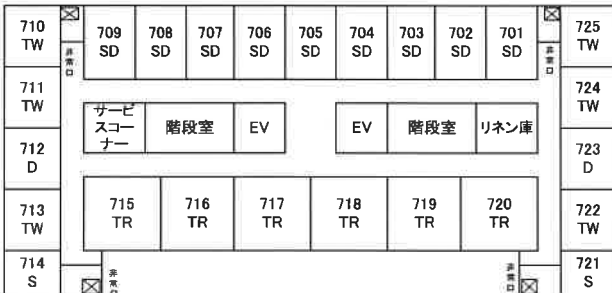 710
TW
709
SD
708
SD
707
SD
706
SD
705
SD
704
SD
703
SD
702
SD
701
SD
725
TW
非常口
非常口
711
TW
724
TW
サービ
スコー
ナー
階段室
EV
EV
階段室
リネン庫
712
D
723
D
713
TW
715
TR
716
TR
717
TR
718
TR
719
TR
720
TR
722
TW
714
S
非常口
非常口
721
S